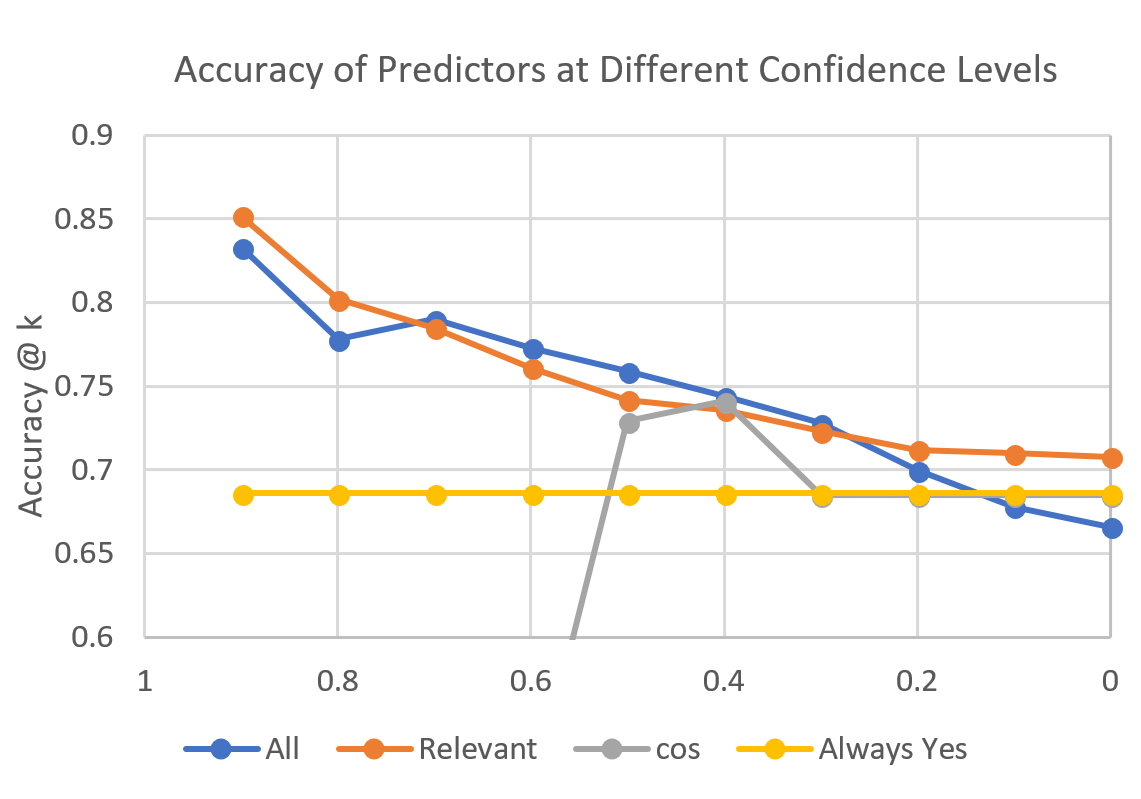 Accuracy of Predictors at Different Confidence Levels
0.9
0.85
0.8
0.75
0.7
0.65
0.6
Accuracy @ k
1 0.8 0.6 0.4 0.2 0
All Relevant cos Always Yes